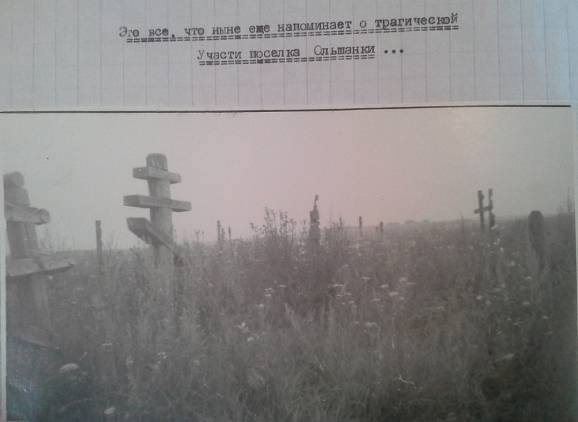 Это все, что ныне еще напоминает о трагической
Участи поселка Ольшанки ...